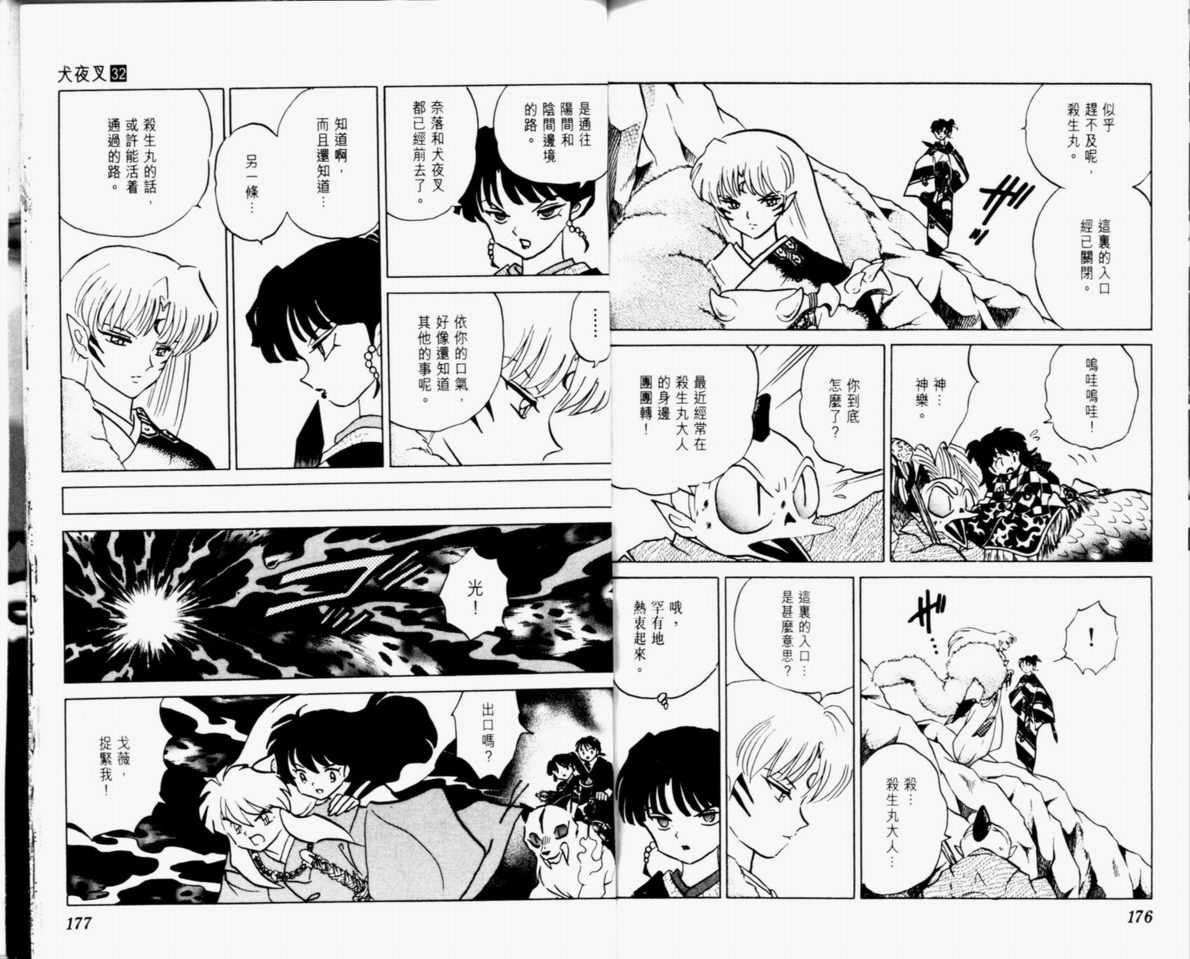 似乎
趕不及呢，
殺生丸。
這裏的入口
經己關閉。
嗚哇嗚哇！
神…
神樂。
你到底
怎麼了？
最近經常在
殺生丸大人
的身邊
團團轉！
！
殺…
殺生丸大人…
這裏的入口…
是甚麼意思？
哦，
罕有地
熱衷起來。
176
犬夜叉 32
是通往
陽間和
陰間邊境
的路。
奈落和犬夜叉
都已經前去了。
知道啊，
而且還知道…
另一條…
殺生丸的話，
或許能活着
通過的路。
……
依你的口氣，
好像還知道
其他的事呢。
光！
出口嗎？
戈薇，
捉緊我！
177